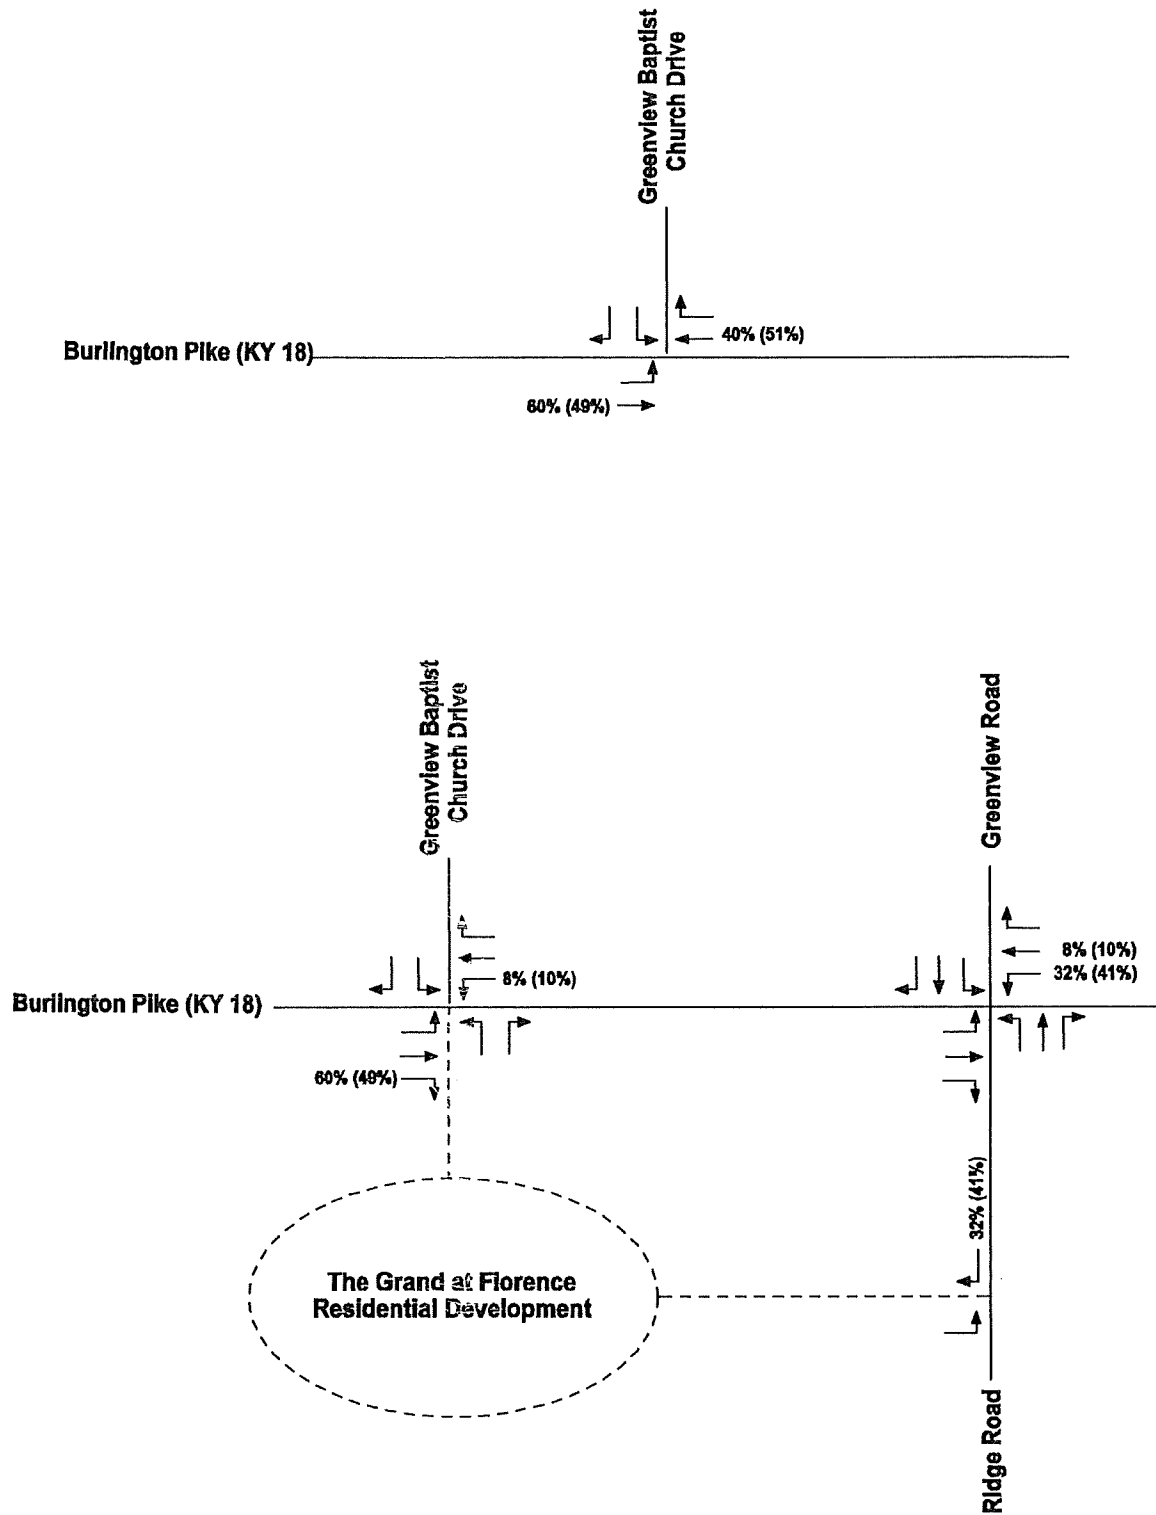 Greenview Baptist
Church Drive
40% (51%)
Burlington Pike (KY 18)
60% (49%)
Greenview Baptist
Church Drive
Greenview Road
8% (10%)
8% (10%)
32% (41%)
Burlington Pike (KY 18)
60% (49%)
32% (41%)
The Grand at Florence
Residential Development
Ridge Road